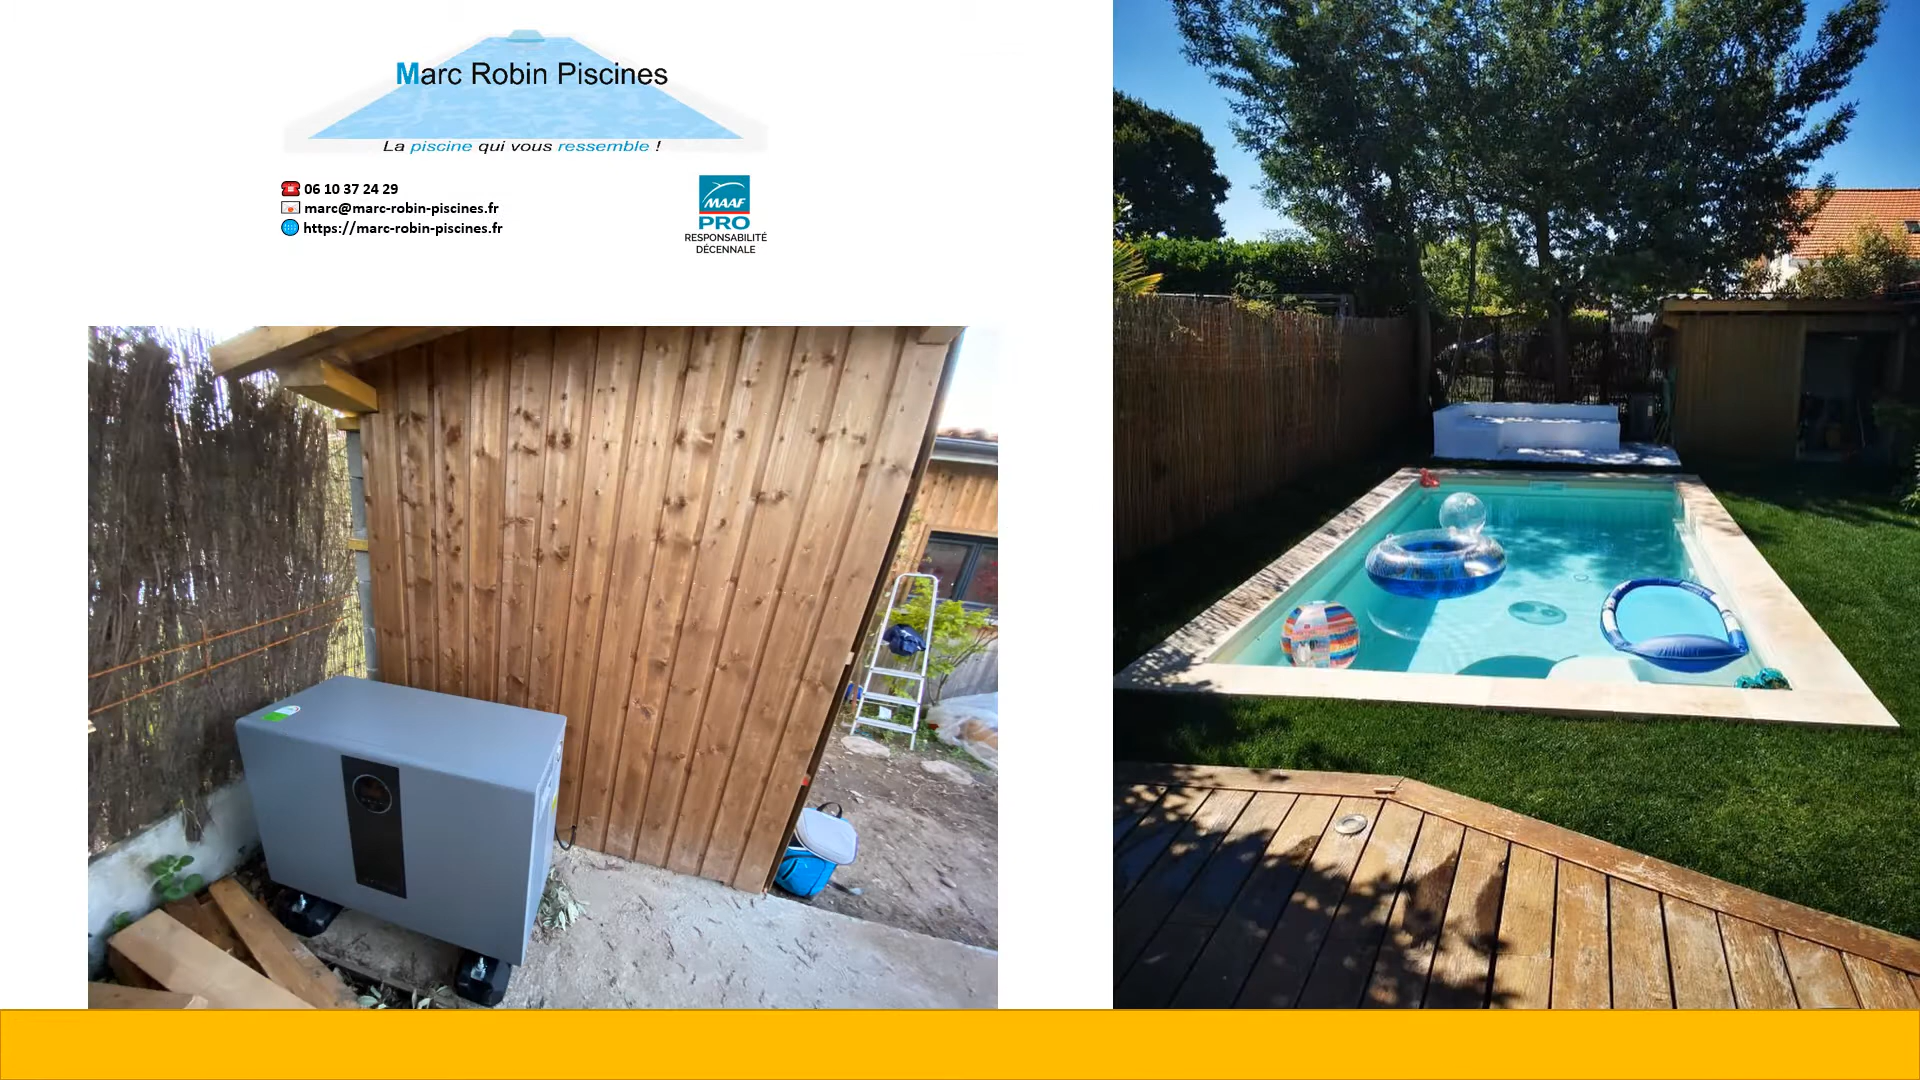 Marc Robin Piscines
La piscine qui vous ressemble !
06 10 37 24 29
marc@marc-robin-piscines.fr
https://marc-robin-piscines.fr
MAAF
PRO
RESPONSABILITÉ
DÉCENNALE